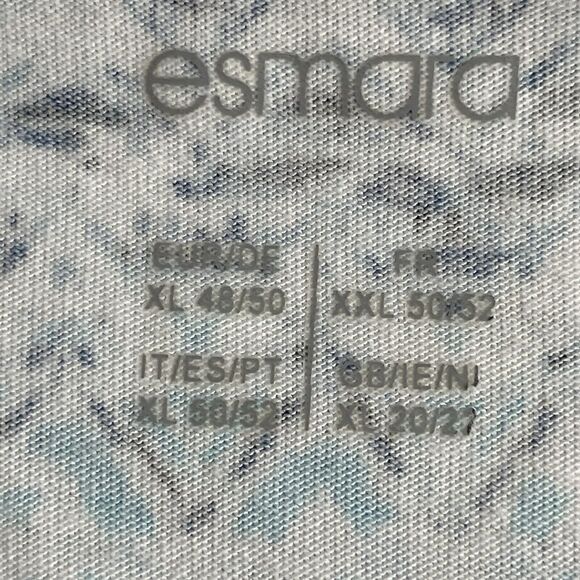 esmara
EUR/DE
XL 48/50
FR
XXL 50/52
IT/ES/PT
XL 50/52
GB/IE/NI
XL 20/22